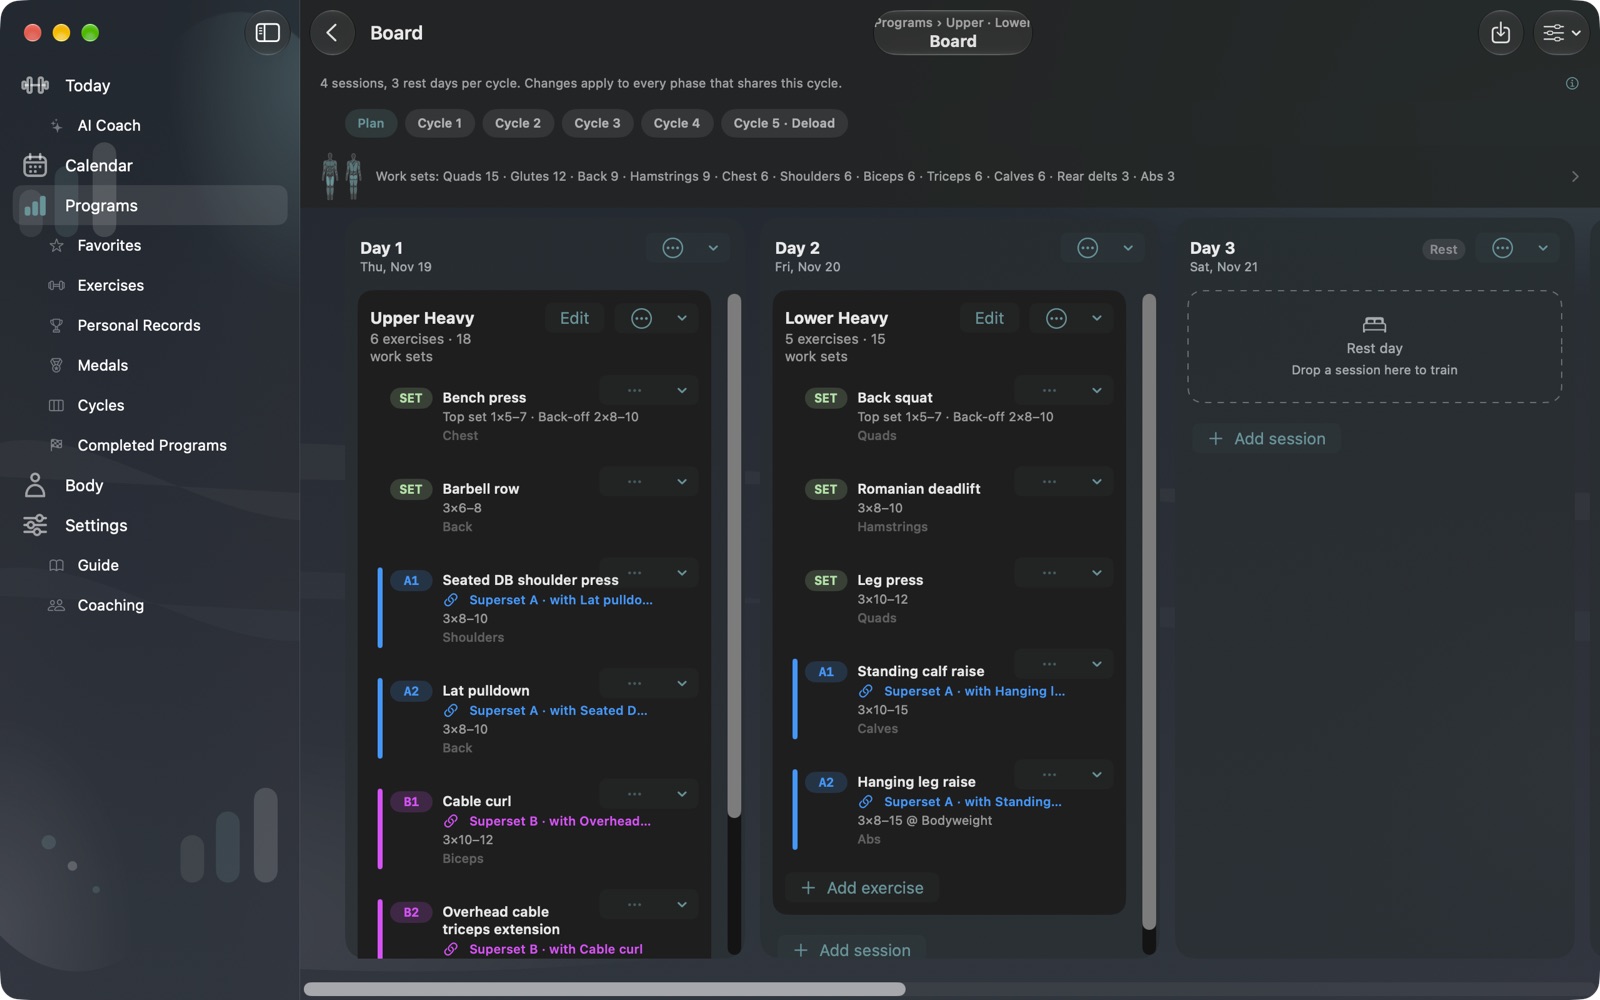 Today
AI Coach
Calendar
Programs
Favorites
Exercises
Personal Records
Medals
Cycles
Completed Programs
Body
Settings
Guide
Coaching
Board
Programs › Upper · Lower
Board
4 sessions, 3 rest days per cycle. Changes apply to every phase that shares this cycle.
Plan
Cycle 1
Cycle 2
Cycle 3
Cycle 4
Cycle 5 · Deload
Work sets: Quads 15 · Glutes 12 · Back 9 · Hamstrings 9 · Chest 6 · Shoulders 6 · Biceps 6 · Triceps 6 · Calves 6 · Rear delts 3 · Abs 3
Day 1
Thu, Nov 19
Upper Heavy
Edit
6 exercises · 18
work sets
SET
Bench press
Top set 1×5–7 · Back-off 2×8–10
Chest
SET
Barbell row
3×6–8
Back
A1
Seated DB shoulder press
Superset A · with Lat pulldo...
3×8–10
Shoulders
A2
Lat pulldown
Superset A · with Seated D...
3×8–10
Back
B1
Cable curl
Superset B · with Overhead...
3×10–12
Biceps
B2
Overhead cable
triceps extension
Superset B · with Cable curl
Day 2
Fri, Nov 20
Lower Heavy
Edit
5 exercises · 15
work sets
SET
Back squat
Top set 1×5–7 · Back-off 2×8–10
Quads
SET
Romanian deadlift
3×8–10
Hamstrings
SET
Leg press
3×10–12
Quads
A1
Standing calf raise
Superset A · with Hanging l...
3×10–15
Calves
A2
Hanging leg raise
Superset A · with Standing...
3×8–15 @ Bodyweight
Abs
+ Add exercise
+ Add session
Day 3
Sat, Nov 21
Rest
Rest day
Drop a session here to train
+ Add session